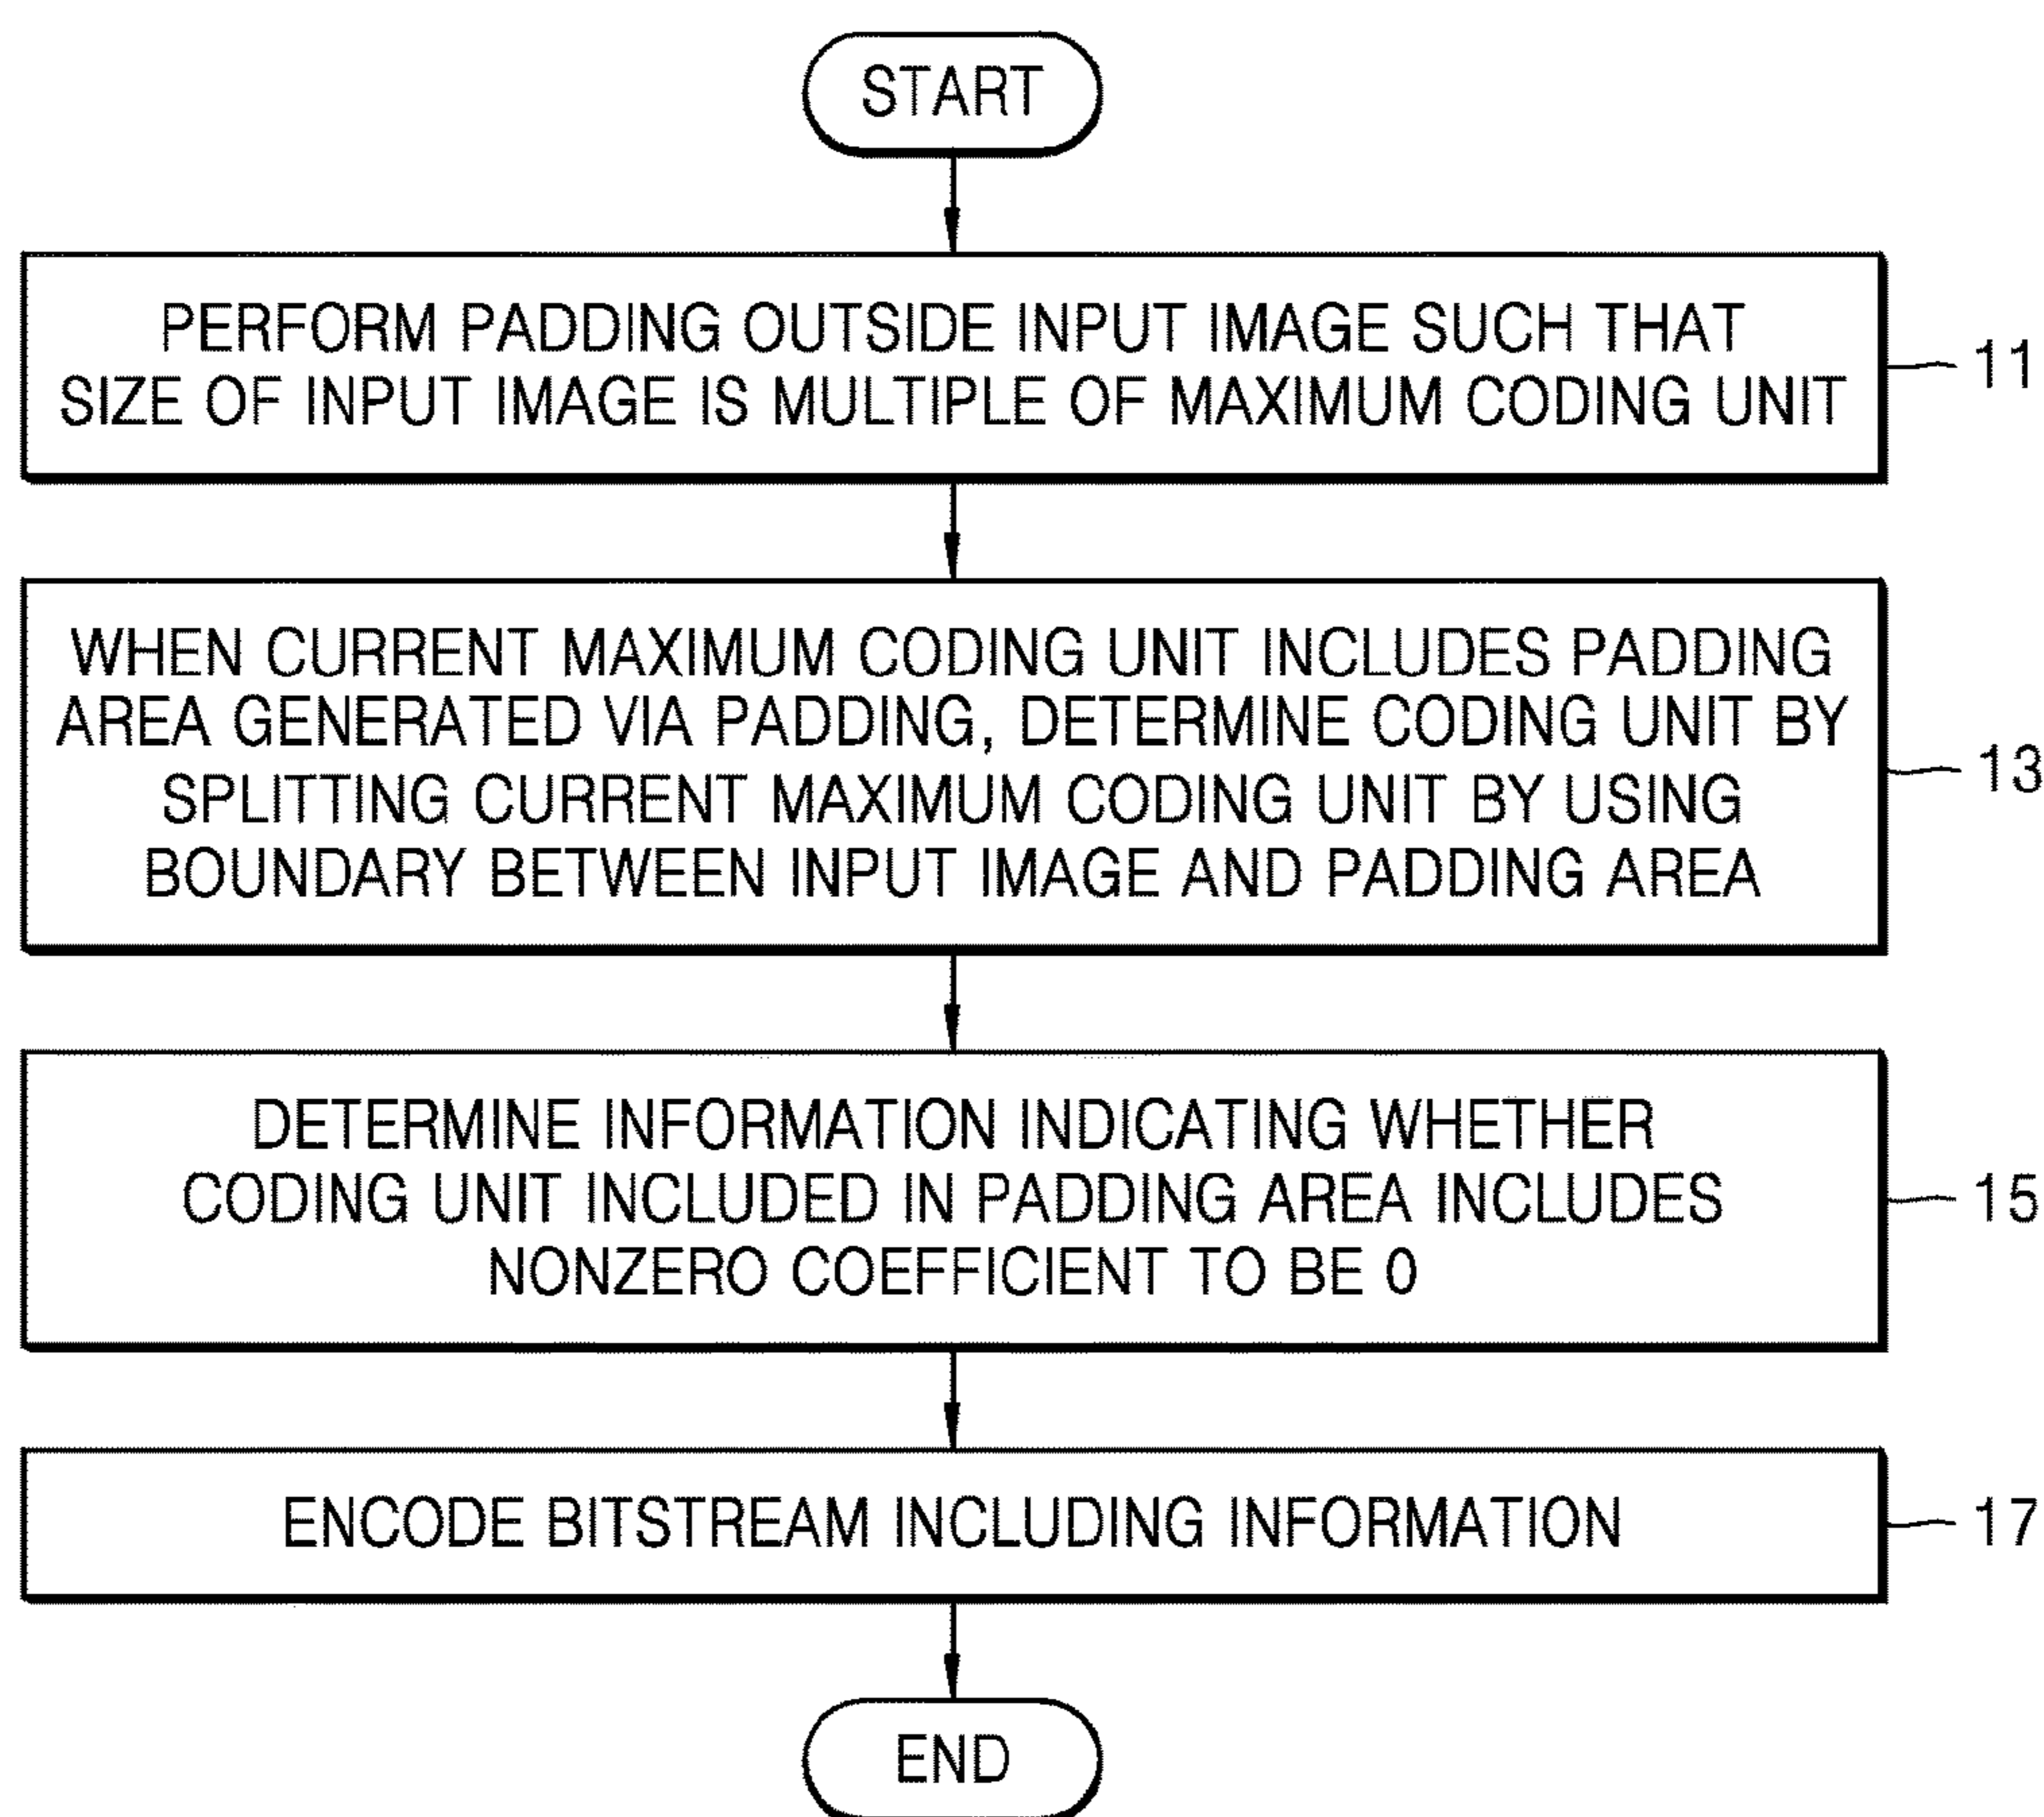 START
PERFORM PADDING OUTSIDE INPUT IMAGE SUCH THAT
SIZE OF INPUT IMAGE IS MULTIPLE OF MAXIMUM CODING UNIT
11
WHEN CURRENT MAXIMUM CODING UNIT INCLUDES PADDING
AREA GENERATED VIA PADDING, DETERMINE CODING UNIT BY
SPLITTING CURRENT MAXIMUM CODING UNIT BY USING
BOUNDARY BETWEEN INPUT IMAGE AND PADDING AREA
13
DETERMINE INFORMATION INDICATING WHETHER
CODING UNIT INCLUDED IN PADDING AREA INCLUDES
NONZERO COEFFICIENT TO BE 0
15
ENCODE BITSTREAM INCLUDING INFORMATION
17
END